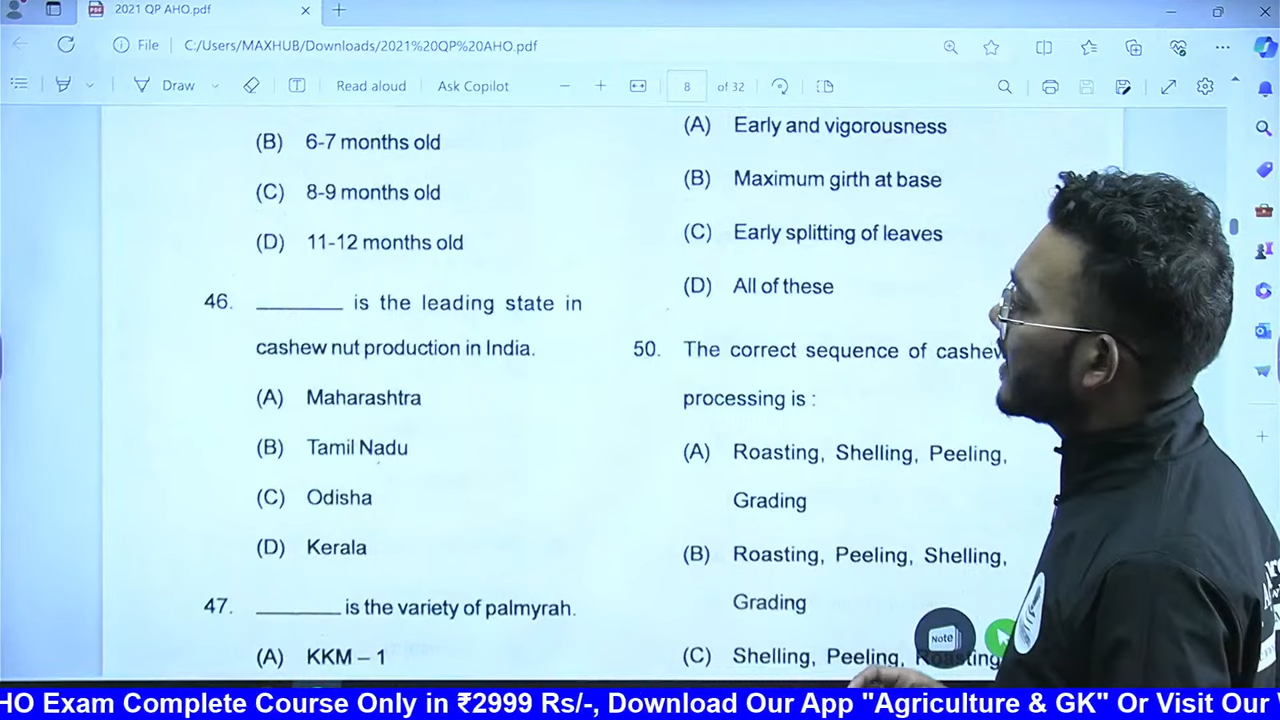 2021 QP AHO.pdf
File
C:/Users/MAXHUB/Downloads/2021%20QP%20AHO.pdf
Draw
Read aloud
Ask Copilot
8 of 32
(B) 6-7 months old
(C) 8-9 months old
(D) 11-12 months old
46. ________ is the leading state in
cashew nut production in India.
(A) Maharashtra
(B) Tamil Nadu
(C) Odisha
(D) Kerala
47. ________ is the variety of palmyrah.
(A) KKM – 1
(A) Early and vigorousness
(B) Maximum girth at base
(C) Early splitting of leaves
(D) All of these
50. The correct sequence of cashew
processing is :
(A) Roasting, Shelling, Peeling,
Grading
(B) Roasting, Peeling, Shelling,
Grading
(C) Shelling, Peeling, Roasting
Note
HO Exam Complete Course Only in ₹2999 Rs/-, Download Our App "Agriculture & GK" Or Visit Our